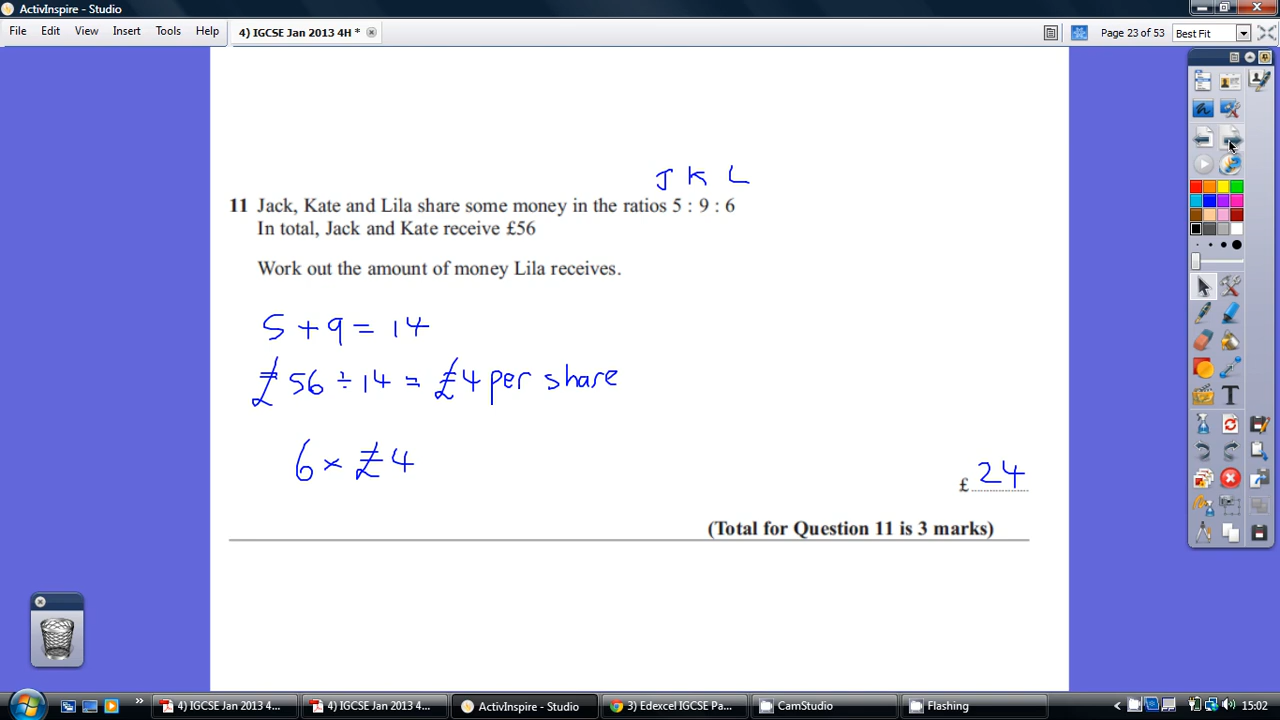 ActivInspire - Studio
File Edit View Insert Tools Help
4) IGCSE Jan 2013 4H *
Page 23 of 53
Best Fit
J K L
11 Jack, Kate and Lila share some money in the ratios 5 : 9 : 6
In total, Jack and Kate receive £56
Work out the amount of money Lila receives.
5 + 9 = 14
£56 ÷ 14 = £4 per share
6 × £4
£ 24
(Total for Question 11 is 3 marks)
4) IGCSE Jan 2013 4...
4) IGCSE Jan 2013 4...
ActivInspire - Studio
3) Edexcel IGCSE Pa...
CamStudio
Flashing
15:02